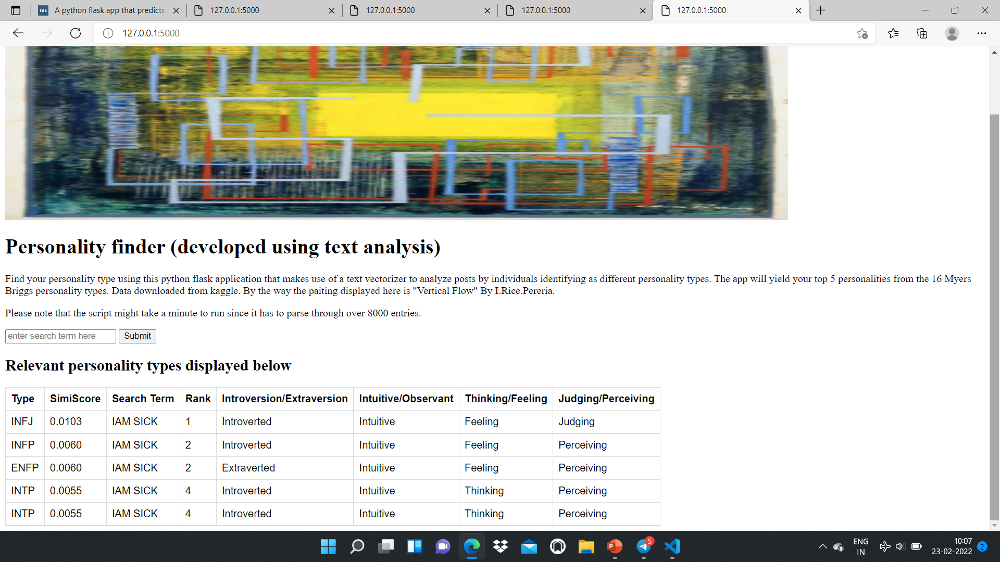 tds A python flask app that predicts
127.0.0.1:5000
127.0.0.1:5000
127.0.0.1:5000
127.0.0.1:5000
127.0.0.1:5000
Personality finder (developed using text analysis)
Find your personality type using this python flask application that makes use of a text vectorizer to analyze posts by individuals identifying as different personality types. The app will yield your top 5 personalities from the 16 Myers
Briggs personality types. Data downloaded from kaggle. By the way the paiting displayed here is "Vertical Flow" By I.Rice.Pereria.
Please note that the script might take a minute to run since it has to parse through over 8000 entries.
enter search term here Submit
Relevant personality types displayed below
Type SimiScore Search Term Rank Introversion/Extraversion Intuitive/Observant Thinking/Feeling Judging/Perceiving
INFJ 0.0103 IAM SICK 1 Introverted Intuitive Feeling Judging
INFP 0.0060 IAM SICK 2 Introverted Intuitive Feeling Perceiving
ENFP 0.0060 IAM SICK 2 Extraverted Intuitive Feeling Perceiving
INTP 0.0055 IAM SICK 4 Introverted Intuitive Thinking Perceiving
INTP 0.0055 IAM SICK 4 Introverted Intuitive Thinking Perceiving
P
5
ENG
IN
10:07
23-02-2022
2